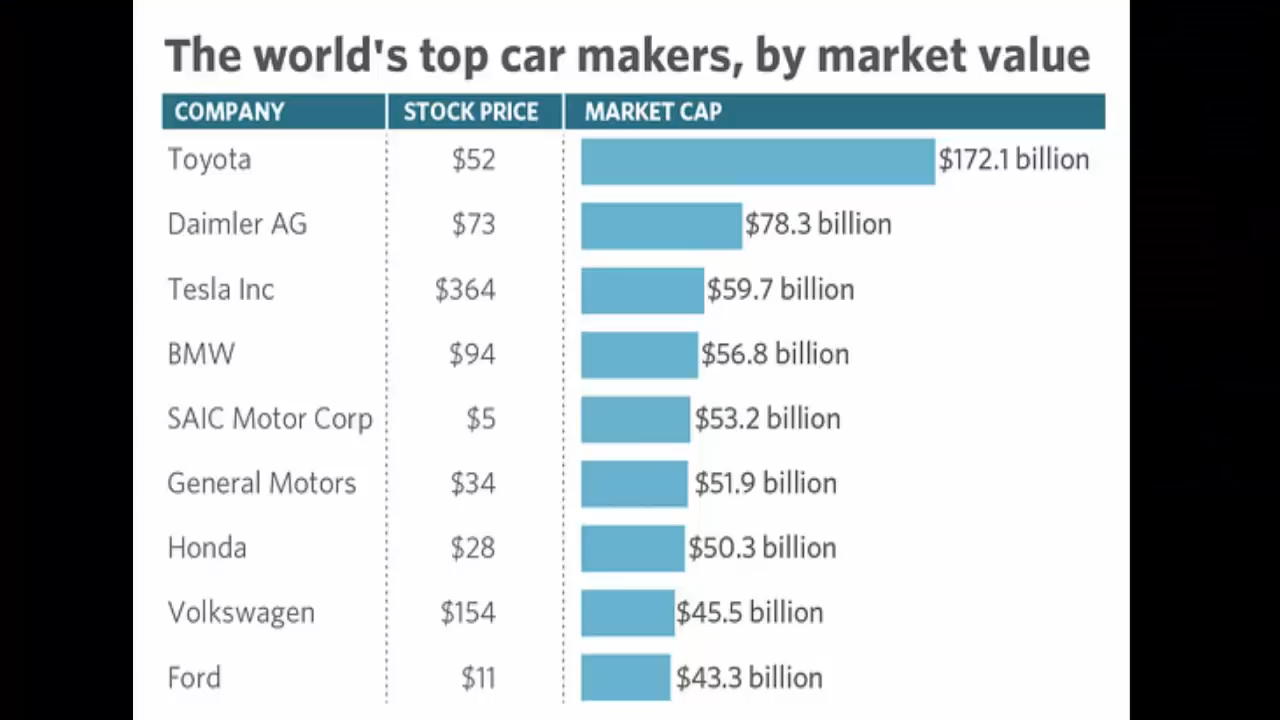 The world's top car makers, by market value
COMPANY STOCK PRICE MARKET CAP
Toyota $52 $172.1 billion
Daimler AG $73 $78.3 billion
Tesla Inc $364 $59.7 billion
BMW $94 $56.8 billion
SAIC Motor Corp $5 $53.2 billion
General Motors $34 $51.9 billion
Honda $28 $50.3 billion
Volkswagen $154 $45.5 billion
Ford $11 $43.3 billion